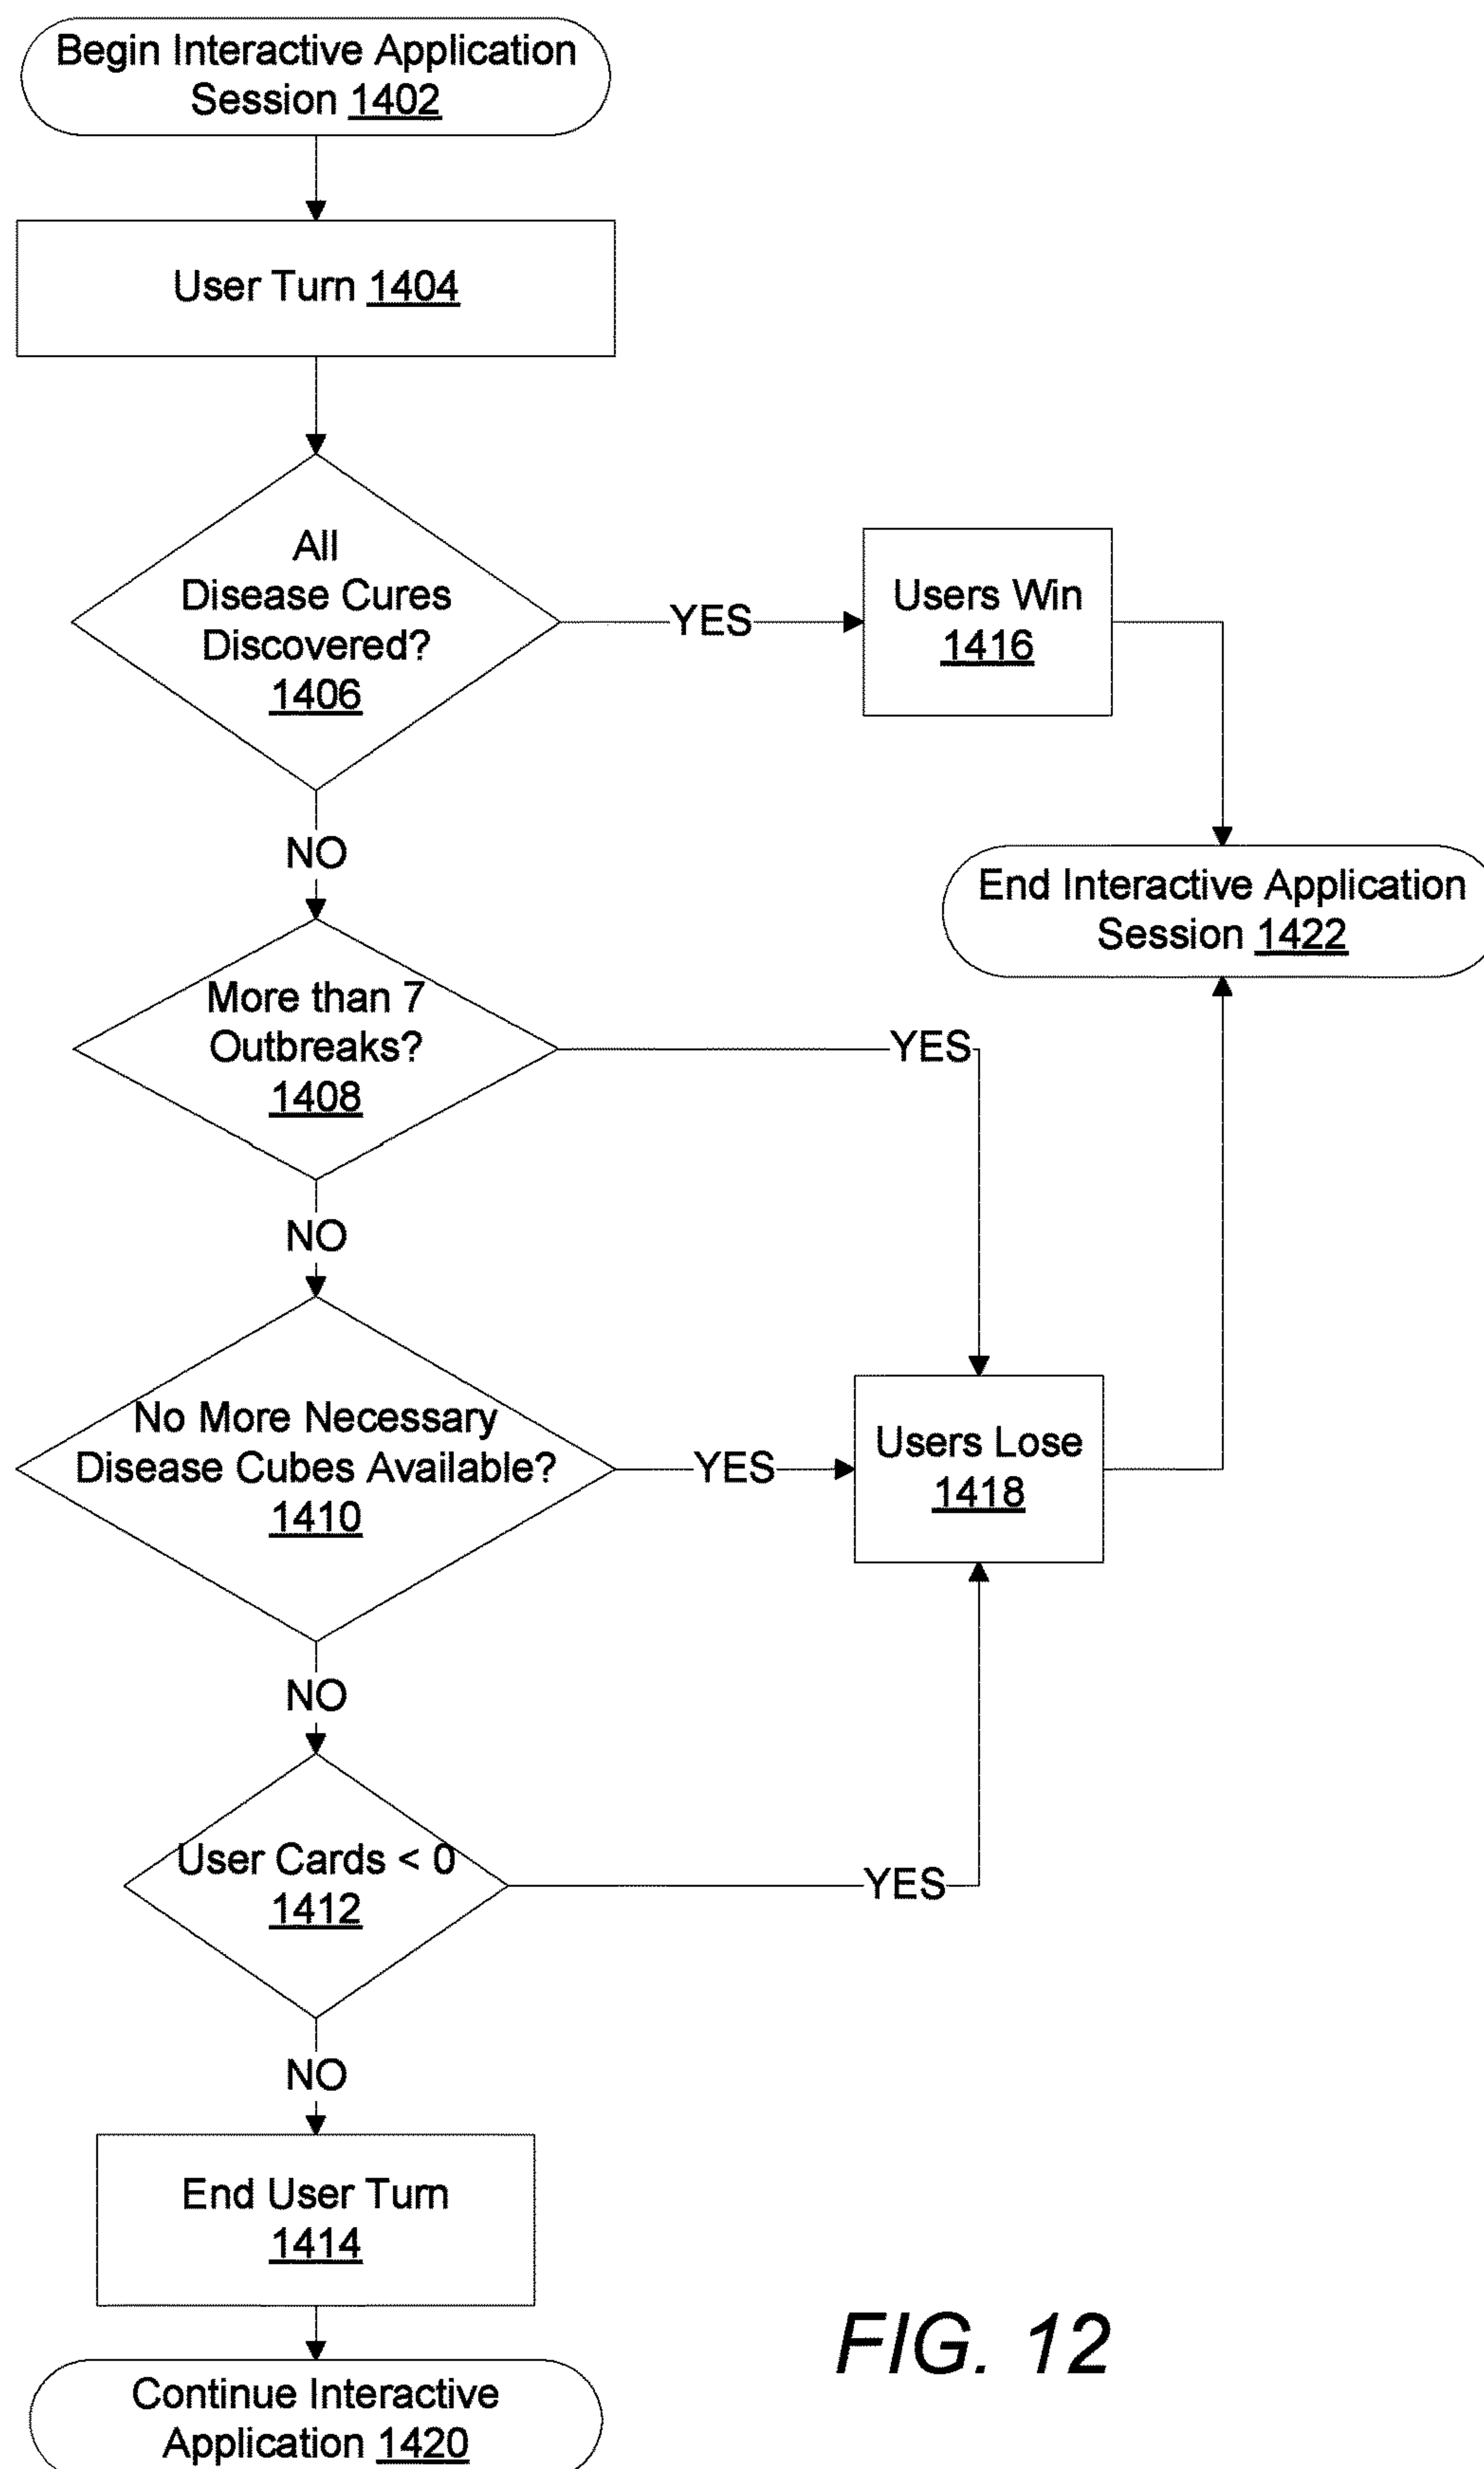 Begin Interactive Application
Session 1402
User Turn 1404
All
Disease Cures
Discovered?
1406
YES
Users Win
1416
NO
End Interactive Application
Session 1422
More than 7
Outbreaks?
1408
YES
NO
No More Necessary
Disease Cubes Available?
1410
YES
Users Lose
1418
NO
User Cards < 0
1412
YES
NO
End User Turn
1414
Continue Interactive
Application 1420
FIG. 12